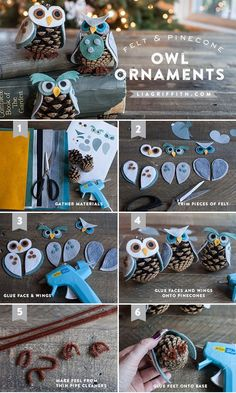 FELT & PINECONE
OWL
ORNAMENTS
LIAGRIFFITH.COM
1
GATHER MATERIALS
2
TRIM PIECES OF FELT
3
GLUE FACE & WINGS
4
GLUE FACES AND WINGS
ONTO PINECONES
5
MAKE FEET FROM
THIN PIPE CLEANERS
6
GLUE FEET ONTO BASE